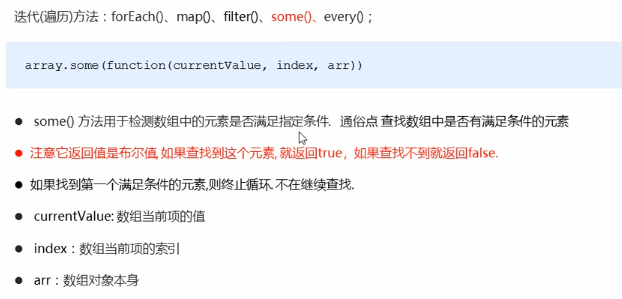 迭代(遍历)方法：forEach()、map()、filter()、some()、every()；
array.some(function(currentValue, index, arr))
● some() 方法用于检测数组中的元素是否满足指定条件. 通俗点 查找数组中是否有满足条件的元素
● 注意它返回值是布尔值, 如果查找到这个元素, 就返回true， 如果查找不到就返回false.
● 如果找到第一个满足条件的元素,则终止循环. 不在继续查找.
● currentValue: 数组当前项的值
● index：数组当前项的索引
● arr：数组对象本身